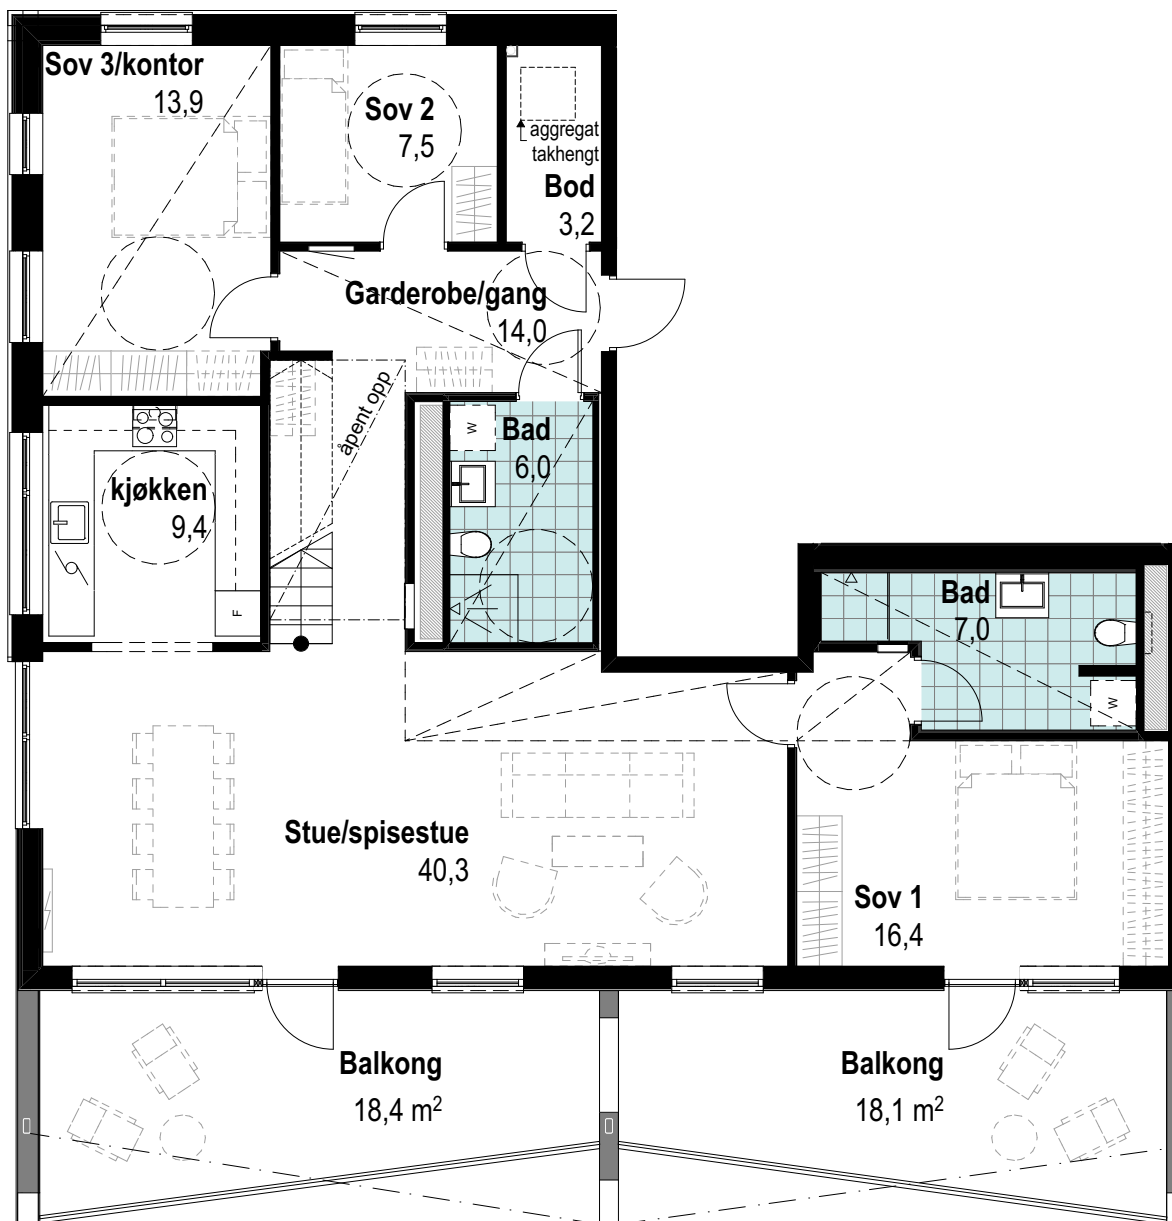 Sov 3/kontor
13,9
Sov 2
7,5
aggregat
takhengt
Bod
3,2
Garderobe/gang
14,0
åpent opp
W
Bad
6,0
kjøkken
9,4
F
Bad
7,0
W
Stue/spisestue
40,3
Sov 1
16,4
Balkong
18,4 m²
Balkong
18,1 m²